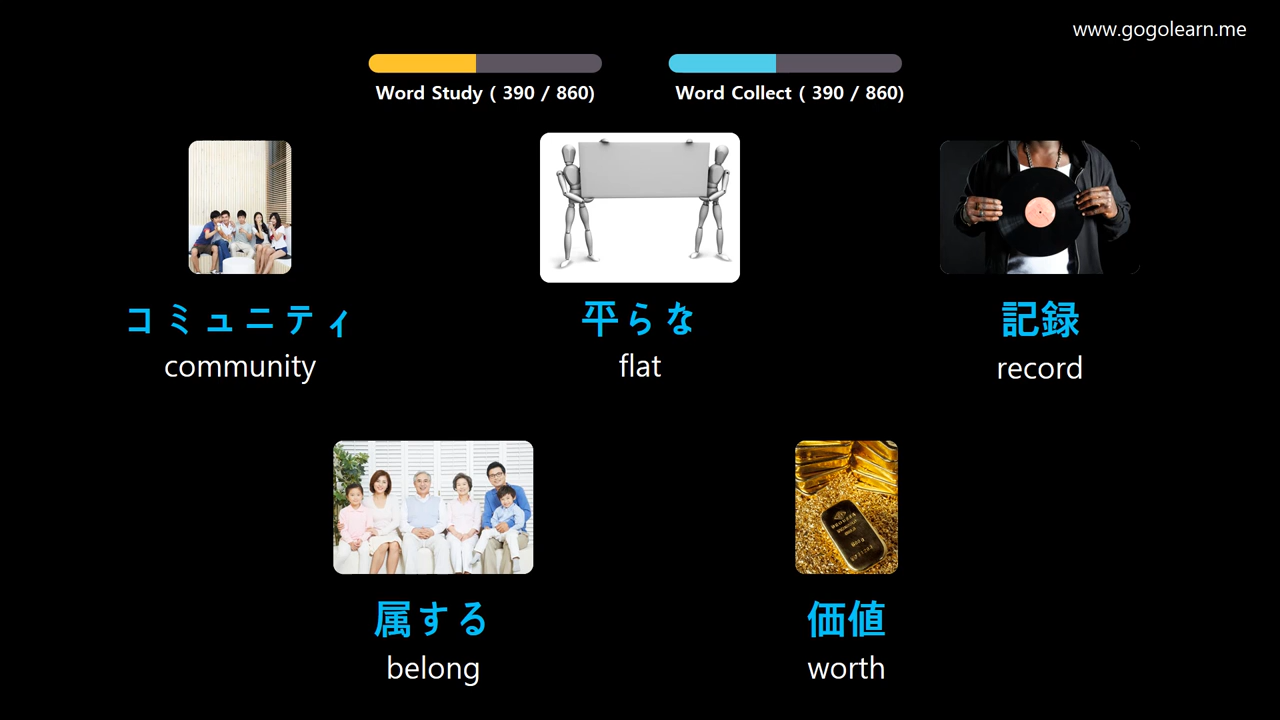 www.gogolearn.me
Word Study ( 390 / 860)
Word Collect ( 390 / 860)
コミュニティ
community
平らな
flat
記録
record
属する
belong
価値
worth